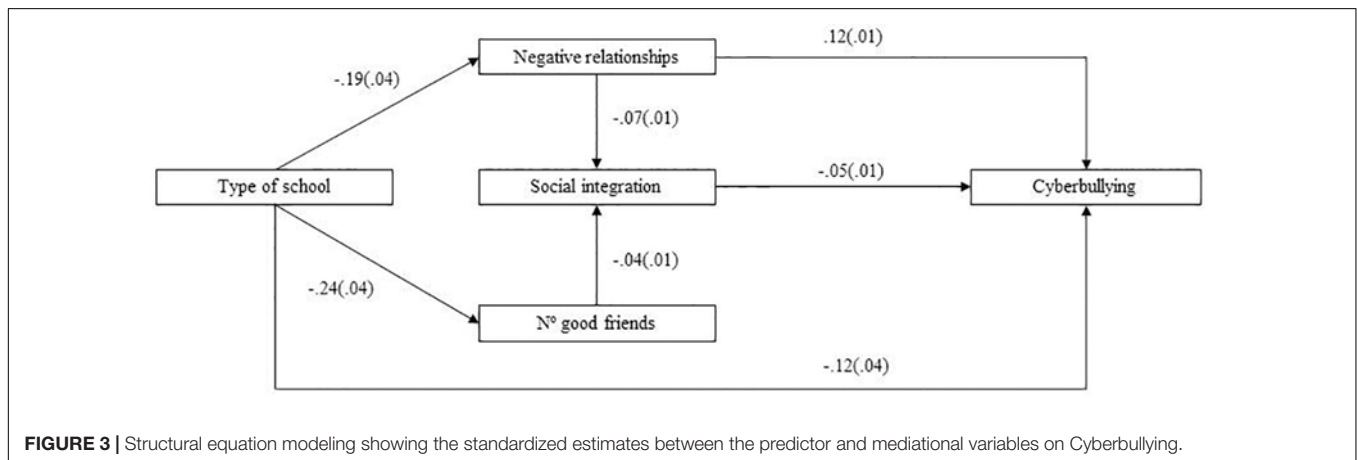 Negative relationships
.12(.01)
-.19(.04)
-.07(.01)
Type of school
Social integration
-.05(.01)
Cyberbullying
-.04(.01)
-.24(.04)
Nº good friends
-.12(.04)
FIGURE 3 | Structural equation modeling showing the standardized estimates between the predictor and mediational variables on Cyberbullying.